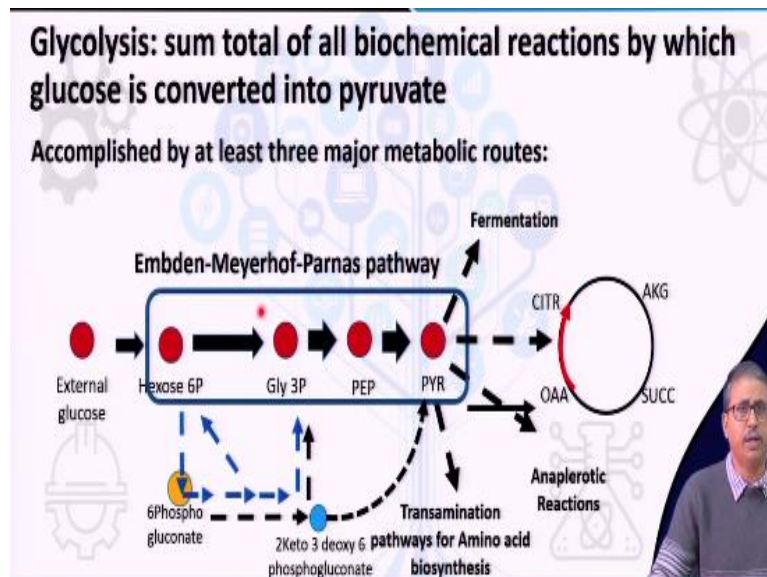 Glycolysis: sum total of all biochemical reactions by which
glucose is converted into pyruvate
Accomplished by at least three major metabolic routes:
Fermentation
Embden-Meyerhof-Parnas pathway
CITR
AKG
External
glucose
Hexose 6P
Gly 3P
PEP
PYR
OAA
SUCC
Anaplerotic
Reactions
6Phospho
gluconate
2Keto 3 deoxy 6
phosphogluconate
Transamination
pathways for Amino acid
biosynthesis